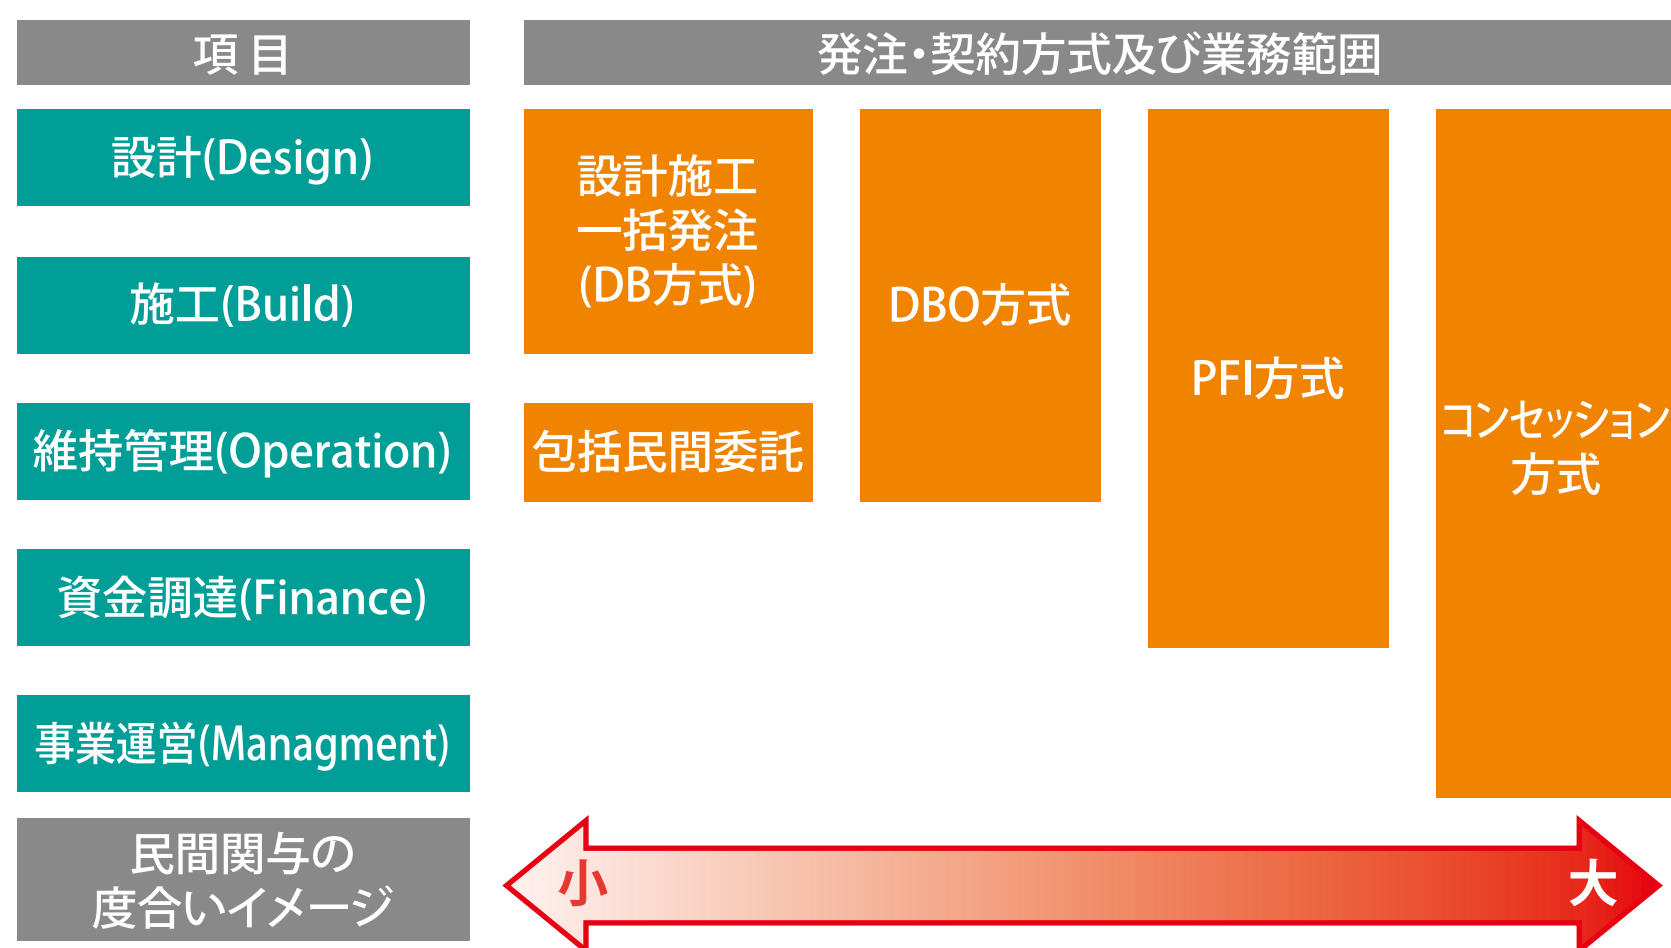 項目
発注・契約方式及び業務範囲
設計(Design)
施工(Build)
維持管理(Operation)
資金調達(Finance)
事業運営(Managment)
設計施工
一括発注
(DB方式)
包括民間委託
DBO方式
PFI方式
コンセッション
方式
民間関与の
度合いイメージ
小
大